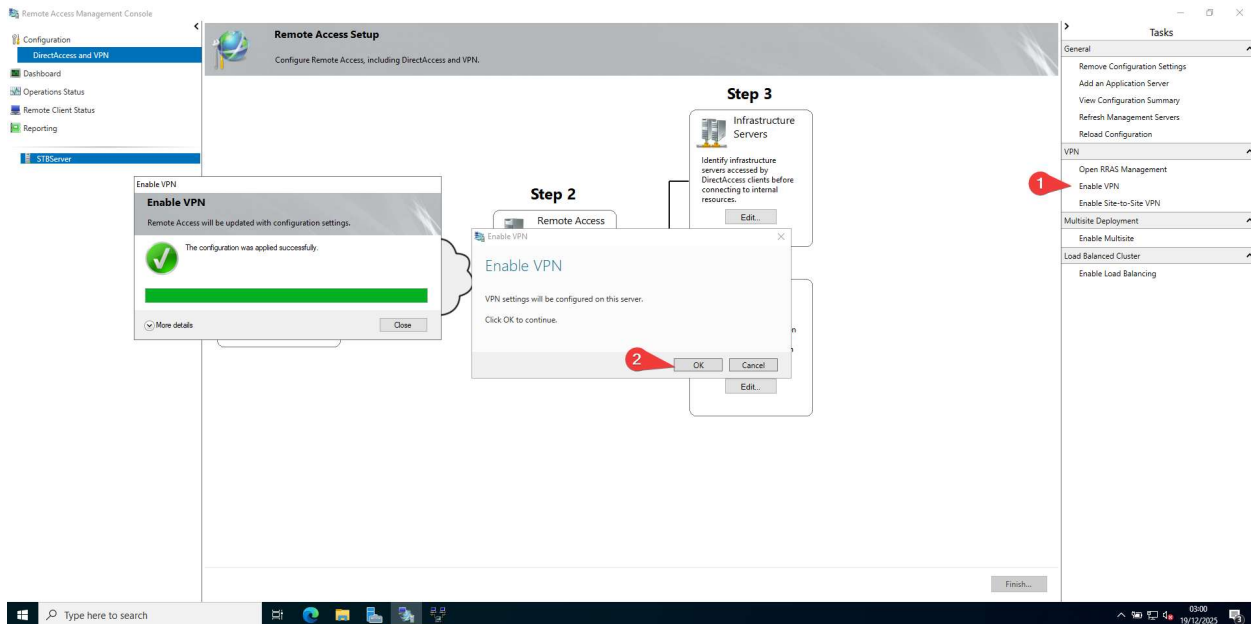 Remote Access Management Console
Configuration
DirectAccess and VPN
Dashboard
Operations Status
Remote Client Status
Reporting
STBServer
Remote Access Setup
Configure Remote Access, including DirectAccess and VPN.
Step 2
Remote Access
Step 3
Infrastructure
Servers
Identify infrastructure
servers accessed by
DirectAccess clients before
connecting to internal
resources.
Edit...
Edit...
Enable VPN
Enable VPN
Remote Access will be updated with configuration settings.
The configuration was applied successfully.
More details
Close
Enable VPN
Enable VPN
VPN settings will be configured on this server.
Click OK to continue.
2
OK
Cancel
Finish...
Tasks
General
Remove Configuration Settings
Add an Application Server
View Configuration Summary
Refresh Management Servers
Reload Configuration
VPN
Open RRAS Management
1
Enable VPN
Enable Site-to-Site VPN
Multisite Deployment
Enable Multisite
Load Balanced Cluster
Enable Load Balancing
Type here to search
03:00
19/12/2025